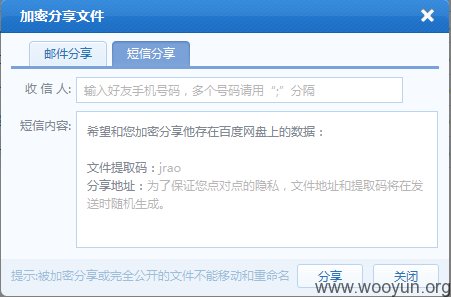 加密分享文件
邮件分享 短信分享
收 信 人: 输入好友手机号码，多个号码请用“;”分隔
短信内容: 希望和您加密分享他存在百度网盘上的数据：
文件提取码：jrao
分享地址：为了保证您点对点的隐私，文件地址和提取码将在发
送时随机生成。
提示:被加密分享或完全公开的文件不能移动和重命名 分享 关闭
www.wooyun.org